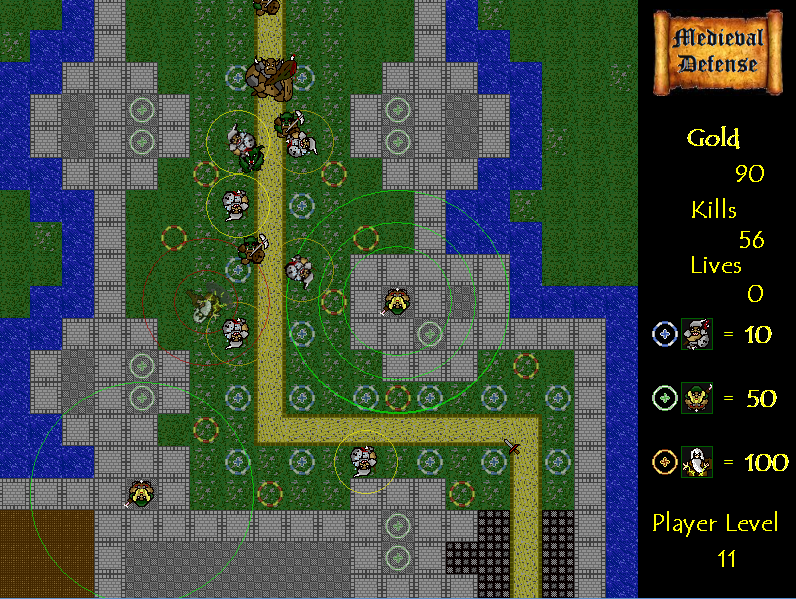 Medieval
Defense
Gold
90
Kills
56
Lives
0
= 10
= 50
= 100
Player Level
11